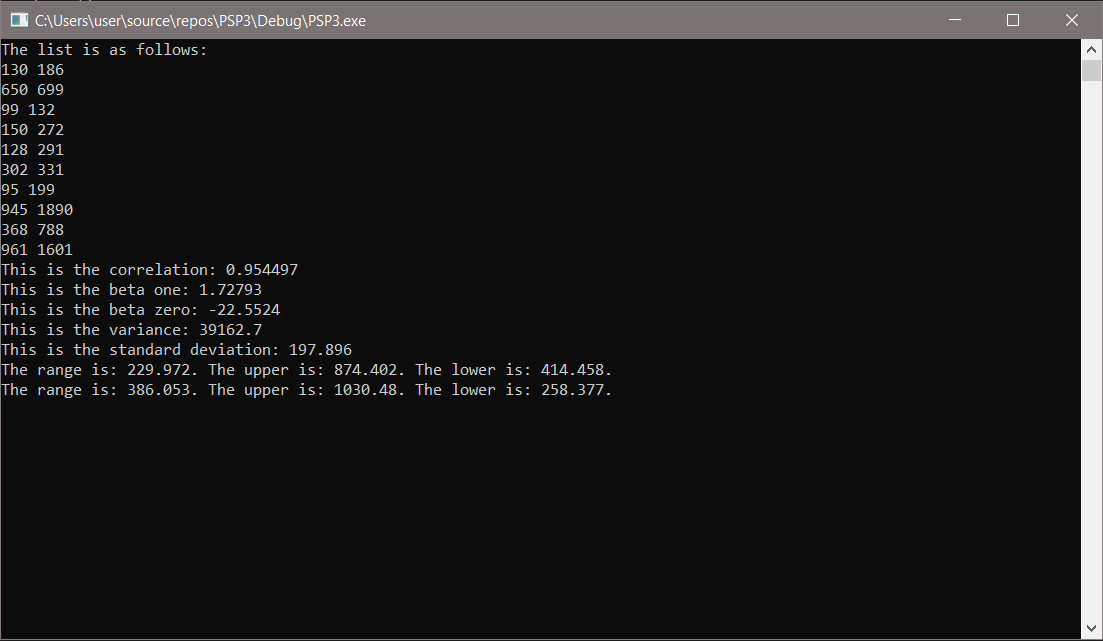 C:\Users\user\source\repos\PSP3\Debug\PSP3.exe
The list is as follows:
130 186
650 699
99 132
150 272
128 291
302 331
95 199
945 1890
368 788
961 1601
This is the correlation: 0.954497
This is the beta one: 1.72793
This is the beta zero: -22.5524
This is the variance: 39162.7
This is the standard deviation: 197.896
The range is: 229.972. The upper is: 874.402. The lower is: 414.458.
The range is: 386.053. The upper is: 1030.48. The lower is: 258.377.